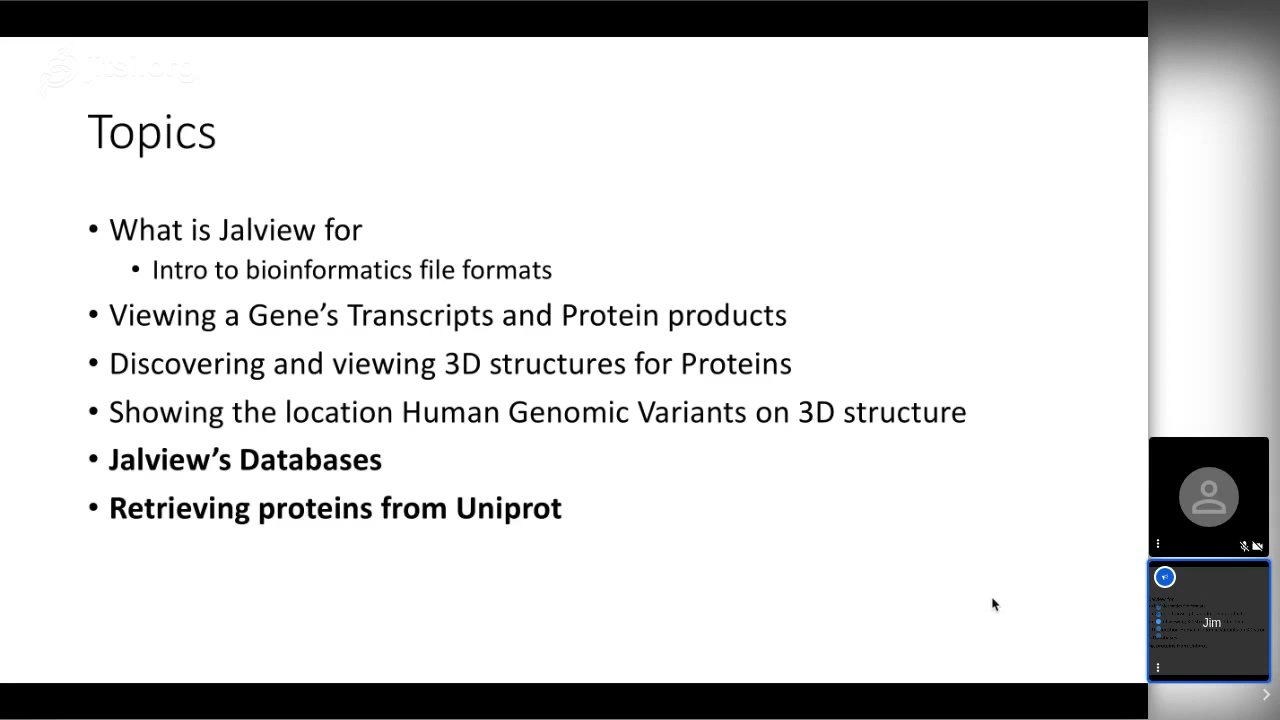 jitsi.org
Topics
• What is Jalview for
• Intro to bioinformatics file formats
• Viewing a Gene’s Transcripts and Protein products
• Discovering and viewing 3D structures for Proteins
• Showing the location Human Genomic Variants on 3D structure
• Jalview’s Databases
• Retrieving proteins from Uniprot
Jim